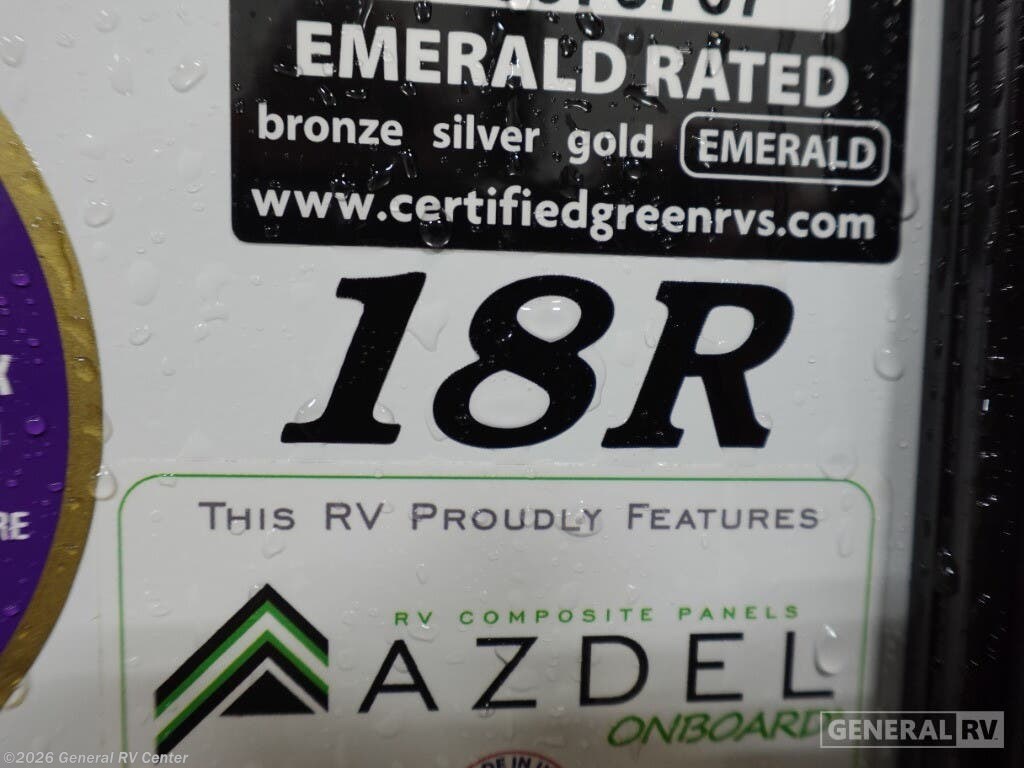 EMERALD RATED
bronze silver gold EMERALD
www.certifiedgreenrvs.com
18R
RE
THIS RV PROUDLY FEATURES
RV COMPOSITE PANELS
AZDEL
ONBOARD
GENERAL RV
©2026 General RV Center